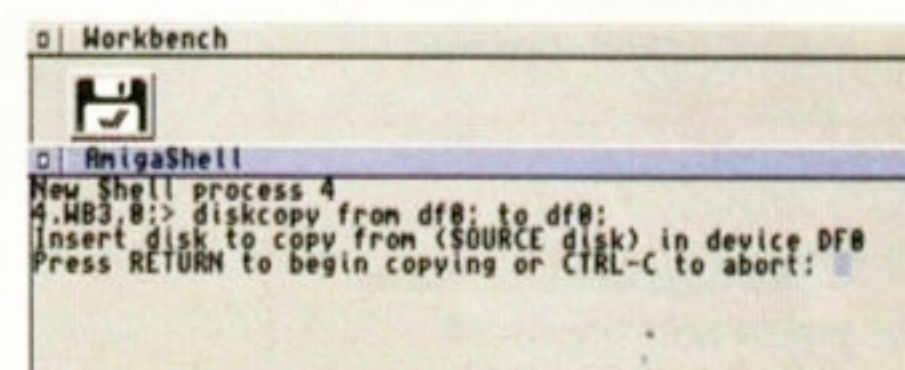 Workbench
AmigaShell
New Shell process 4
4.WB3.0:> diskcopy from df0: to df0:
Insert disk to copy from (SOURCE disk) in device DF0
Press RETURN to begin copying or CTRL-C to abort: